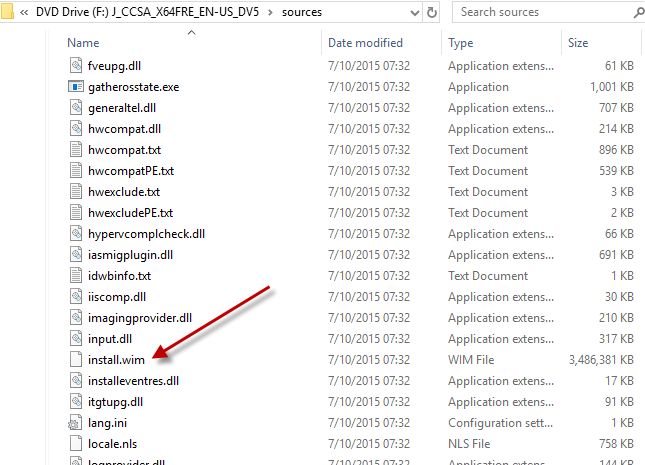 « DVD Drive (F:) J_CCSA_X64FRE_EN-US_DV5 › sources Search sources
Name Date modified Type Size
fveupg.dll 7/10/2015 07:32 Application extens... 61 KB
gatherosstate.exe 7/10/2015 07:32 Application 1,001 KB
generaltel.dll 7/10/2015 07:32 Application extens... 707 KB
hwcompat.dll 7/10/2015 07:32 Application extens... 214 KB
hwcompat.txt 7/10/2015 07:32 Text Document 896 KB
hwcompatPE.txt 7/10/2015 07:32 Text Document 539 KB
hwexclude.txt 7/10/2015 07:32 Text Document 3 KB
hwexcludePE.txt 7/10/2015 07:32 Text Document 2 KB
hypervcomplcheck.dll 7/10/2015 07:32 Application extens... 66 KB
iasmigplugin.dll 7/10/2015 07:32 Application extens... 691 KB
idwbinfo.txt 7/10/2015 07:32 Text Document 1 KB
iiscomp.dll 7/10/2015 07:32 Application extens... 30 KB
imagingprovider.dll 7/10/2015 07:32 Application extens... 210 KB
input.dll 7/10/2015 07:32 Application extens... 317 KB
install.wim 7/10/2015 07:32 WIM File 3,486,381 KB
installeventres.dll 7/10/2015 07:32 Application extens... 17 KB
itgtupg.dll 7/10/2015 07:32 Application extens... 91 KB
lang.ini 7/10/2015 07:32 Configuration sett... 1 KB
locale.nls 7/10/2015 07:32 NLS File 758 KB
logprovider.dll 7/10/2015 07:32 Application extens... 144 KB